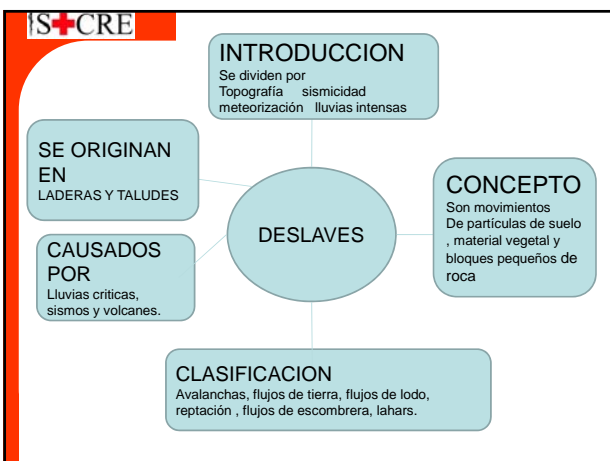 IS+CRE
INTRODUCCION
Se dividen por
Topografía sismicidad
meteorización lluvias intensas
SE ORIGINAN
EN
LADERAS Y TALUDES
CONCEPTO
Son movimientos
De partículas de suelo
, material vegetal y
bloques pequeños de
roca
DESLAVES
CAUSADOS
POR
Lluvias criticas,
sismos y volcanes.
CLASIFICACION
Avalanchas, flujos de tierra, flujos de lodo,
reptación , flujos de escombrera, lahars.